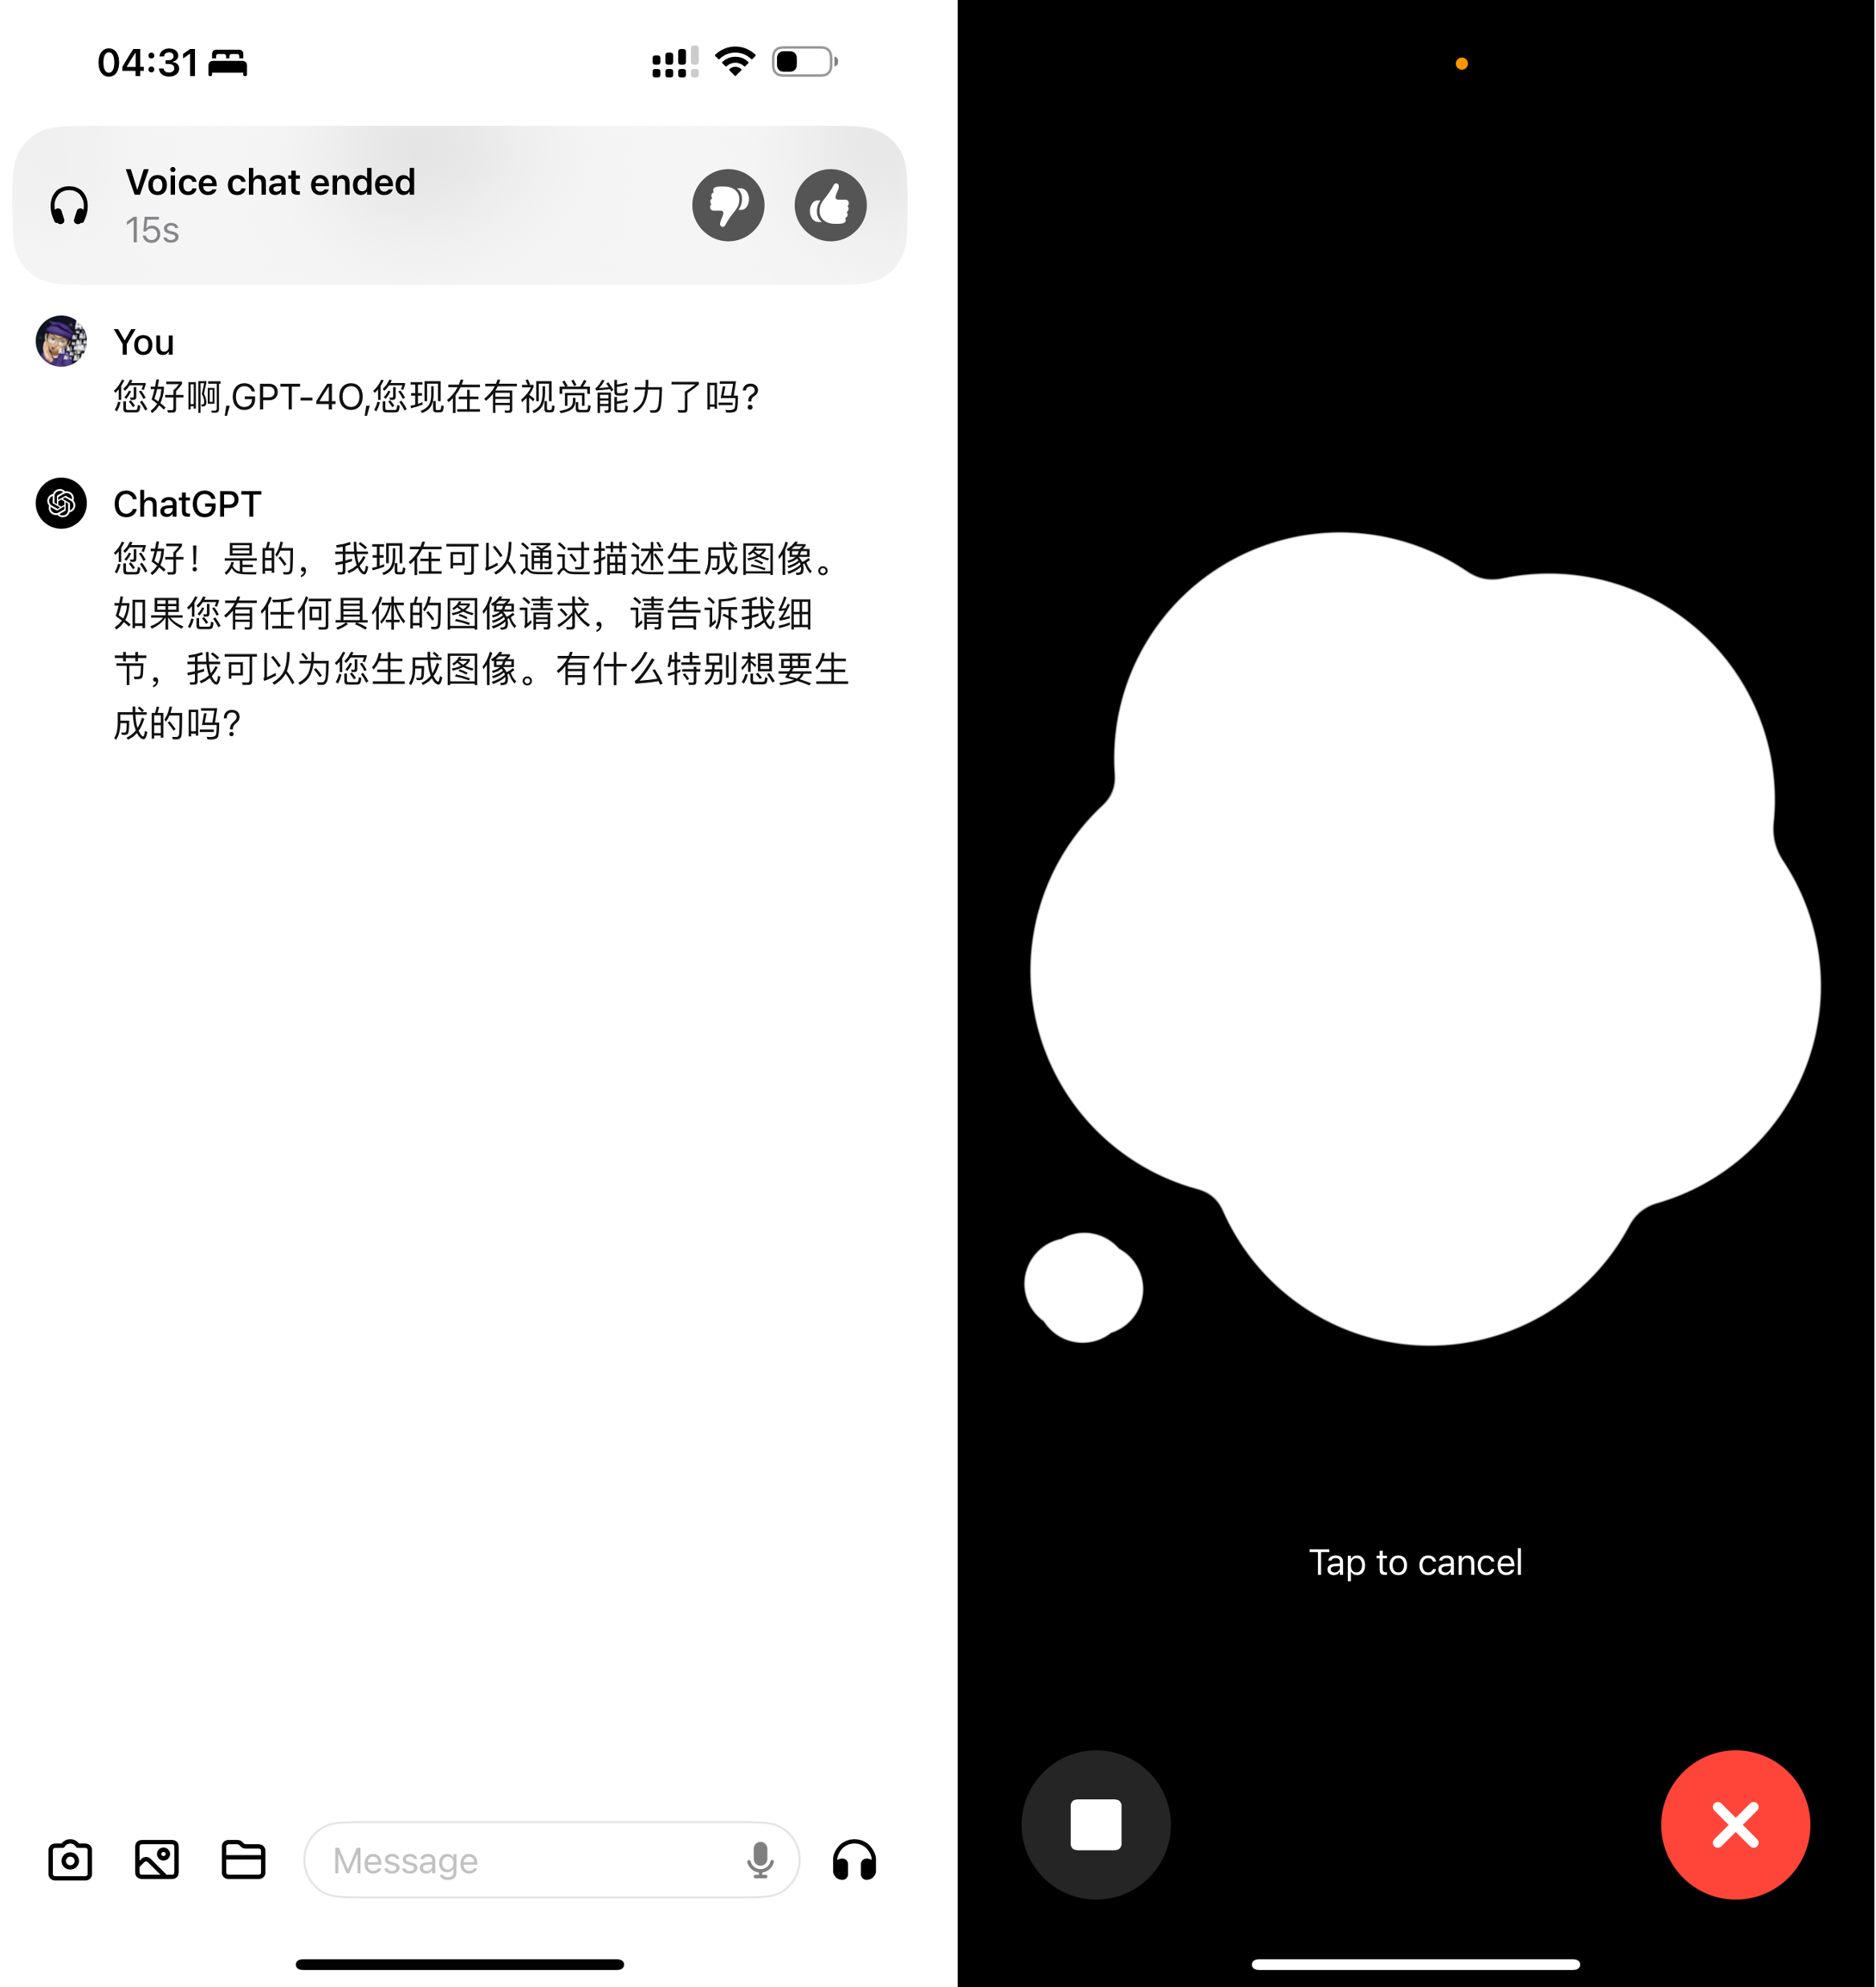 04:31
Voice chat ended
15s
You
您好啊,GPT-4O,您现在有视觉能力了吗?
ChatGPT
您好！是的，我现在可以通过描述生成图像。
如果您有任何具体的图像请求，请告诉我细
节，我可以为您生成图像。有什么特别想要生
成的吗？
Message
Tap to cancel